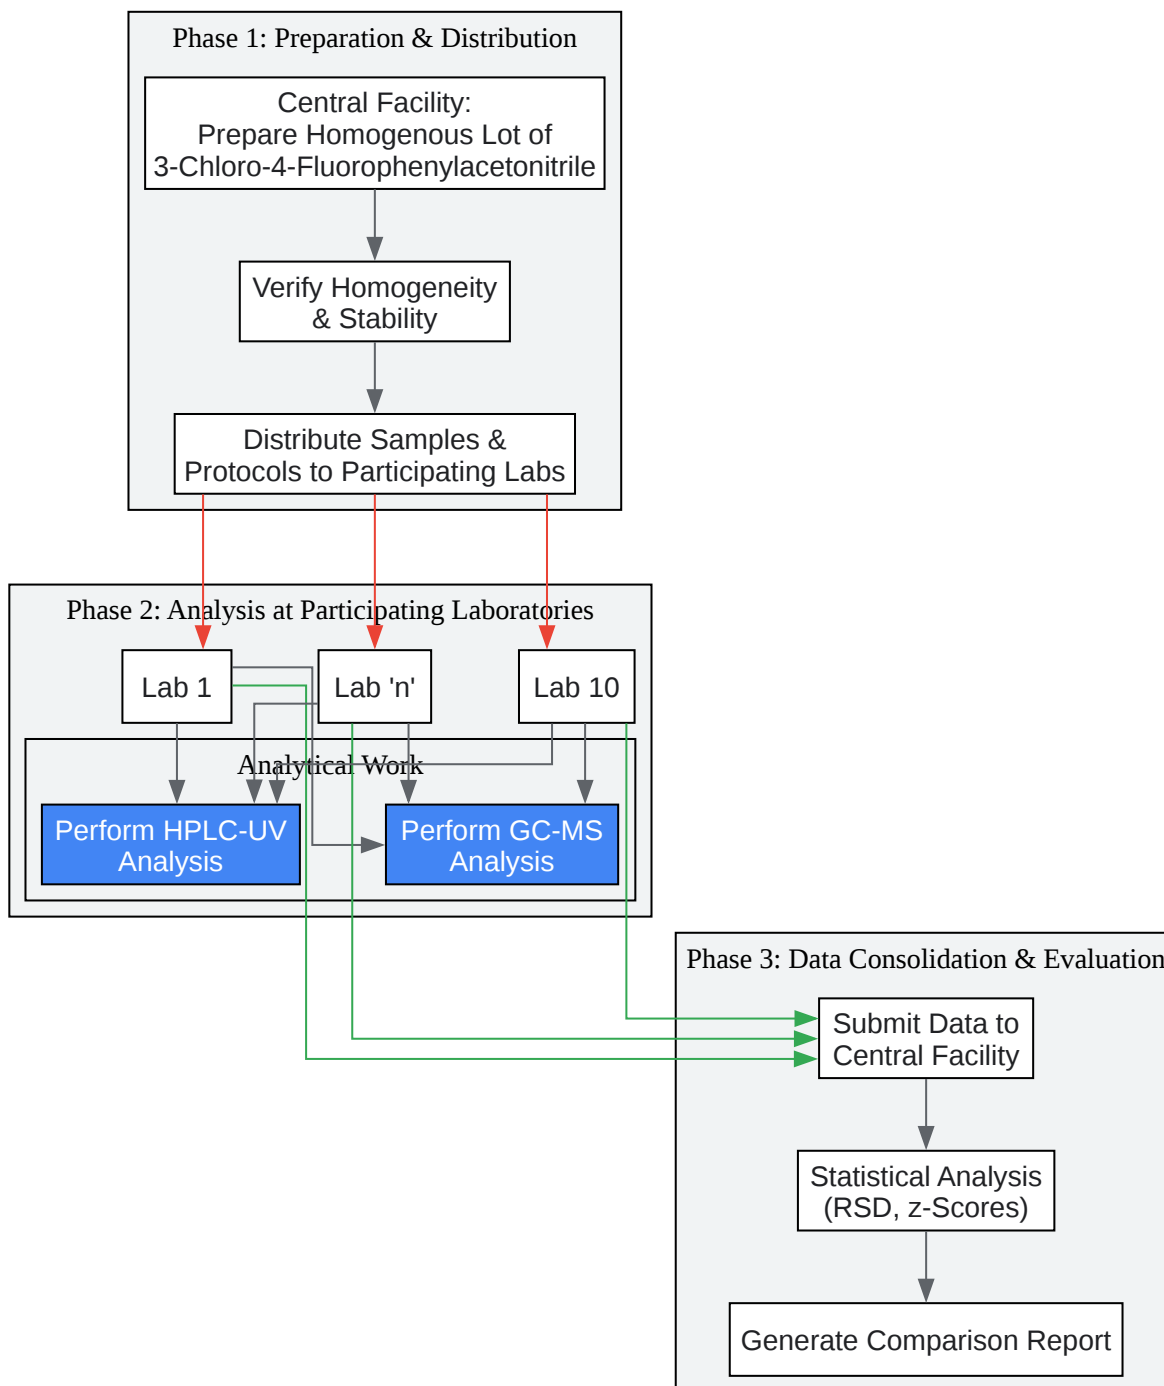 Phase 1: Preparation & Distribution
Central Facility:
Prepare Homogenous Lot of
3-Chloro-4-Fluorophenylacetonitrile
Verify Homogeneity
& Stability
Distribute Samples &
Protocols to Participating Labs
Phase 2: Analysis at Participating Laboratories
Lab 1
Lab 'n'
Lab 10
Analytical Work
Perform HPLC-UV
Analysis
Perform GC-MS
Analysis
Phase 3: Data Consolidation & Evaluation
Submit Data to
Central Facility
Statistical Analysis
(RSD, z-Scores)
Generate Comparison Report